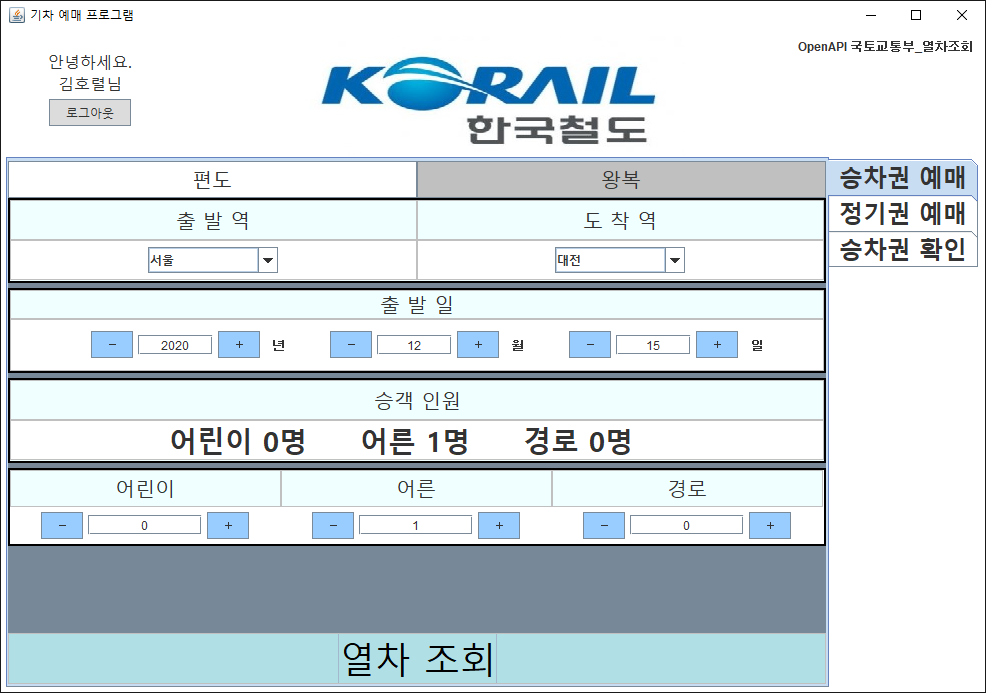 기차 예매 프로그램
OpenAPI 국토교통부_열차조회
안녕하세요.
김호렬님
로그아웃
KORAIL
한국철도
편도 왕복
승차권 예매
정기권 예매
승차권 확인
출 발 역 도 착 역
서울 대전
출 발 일
- 2020 + 년 - 12 + 월 - 15 + 일
승객 인원
어린이 0명 어른 1명 경로 0명
어린이 어른 경로
- 0 + - 1 + - 0 +
열차 조회